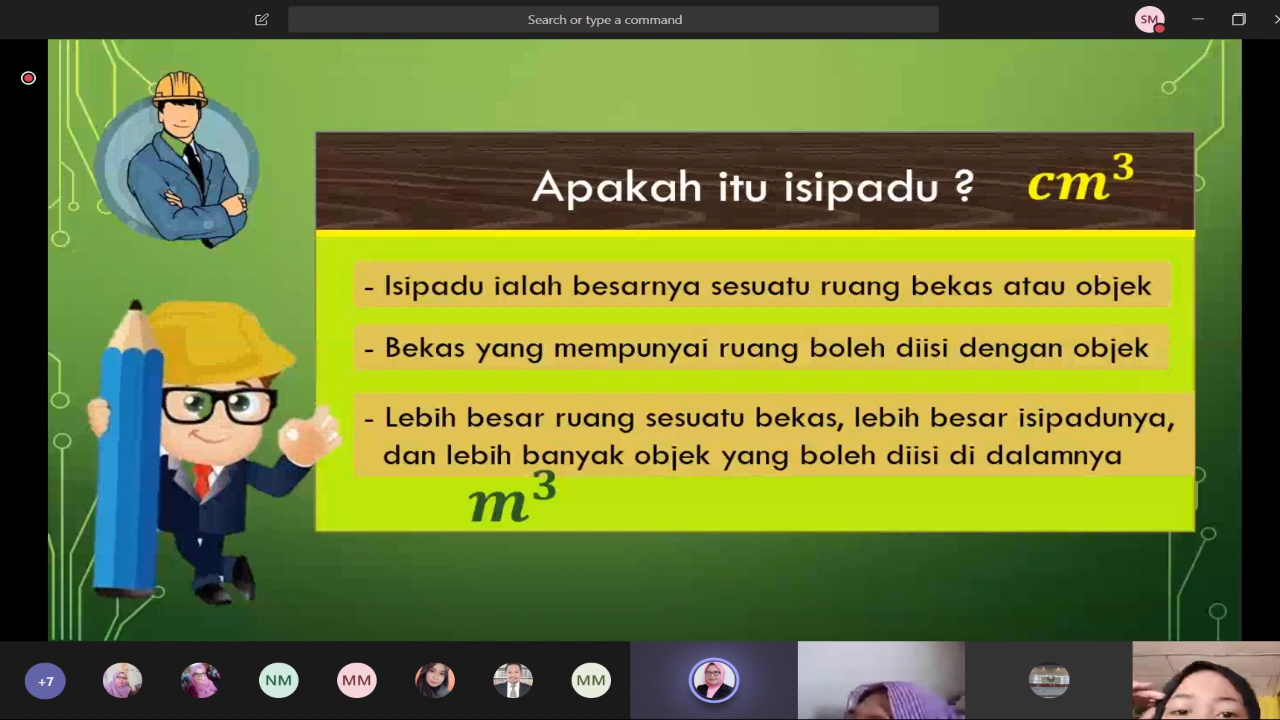 Search or type a command
SM
Apakah itu isipadu ? cm³
- Isipadu ialah besarnya sesuatu ruang bekas atau objek
- Bekas yang mempunyai ruang boleh diisi dengan objek
- Lebih besar ruang sesuatu bekas, lebih besar isipadunya,
dan lebih banyak objek yang boleh diisi di dalamnya
m³
+7 NM MM MM